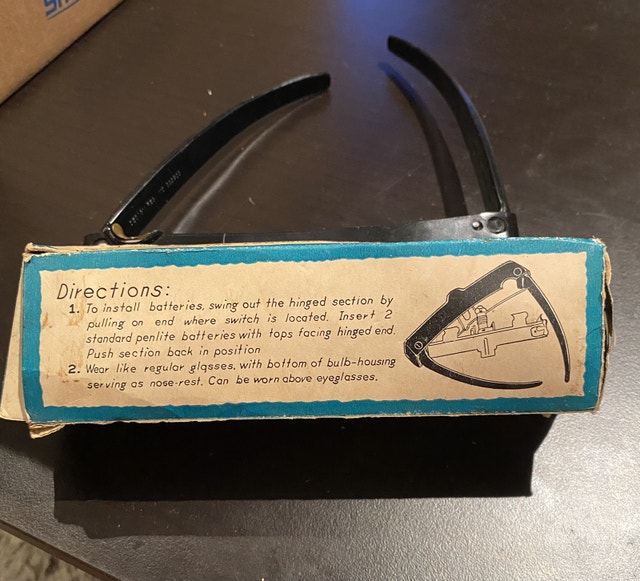 Directions:
1. To install batteries, swing out the hinged section by
pulling on end where switch is located. Insert 2
standard penlite batteries with tops facing hinged end.
Push section back in position
2. Wear like regular glasses, with bottom of bulb-housing
serving as nose-rest. Can be worn above eyeglasses.